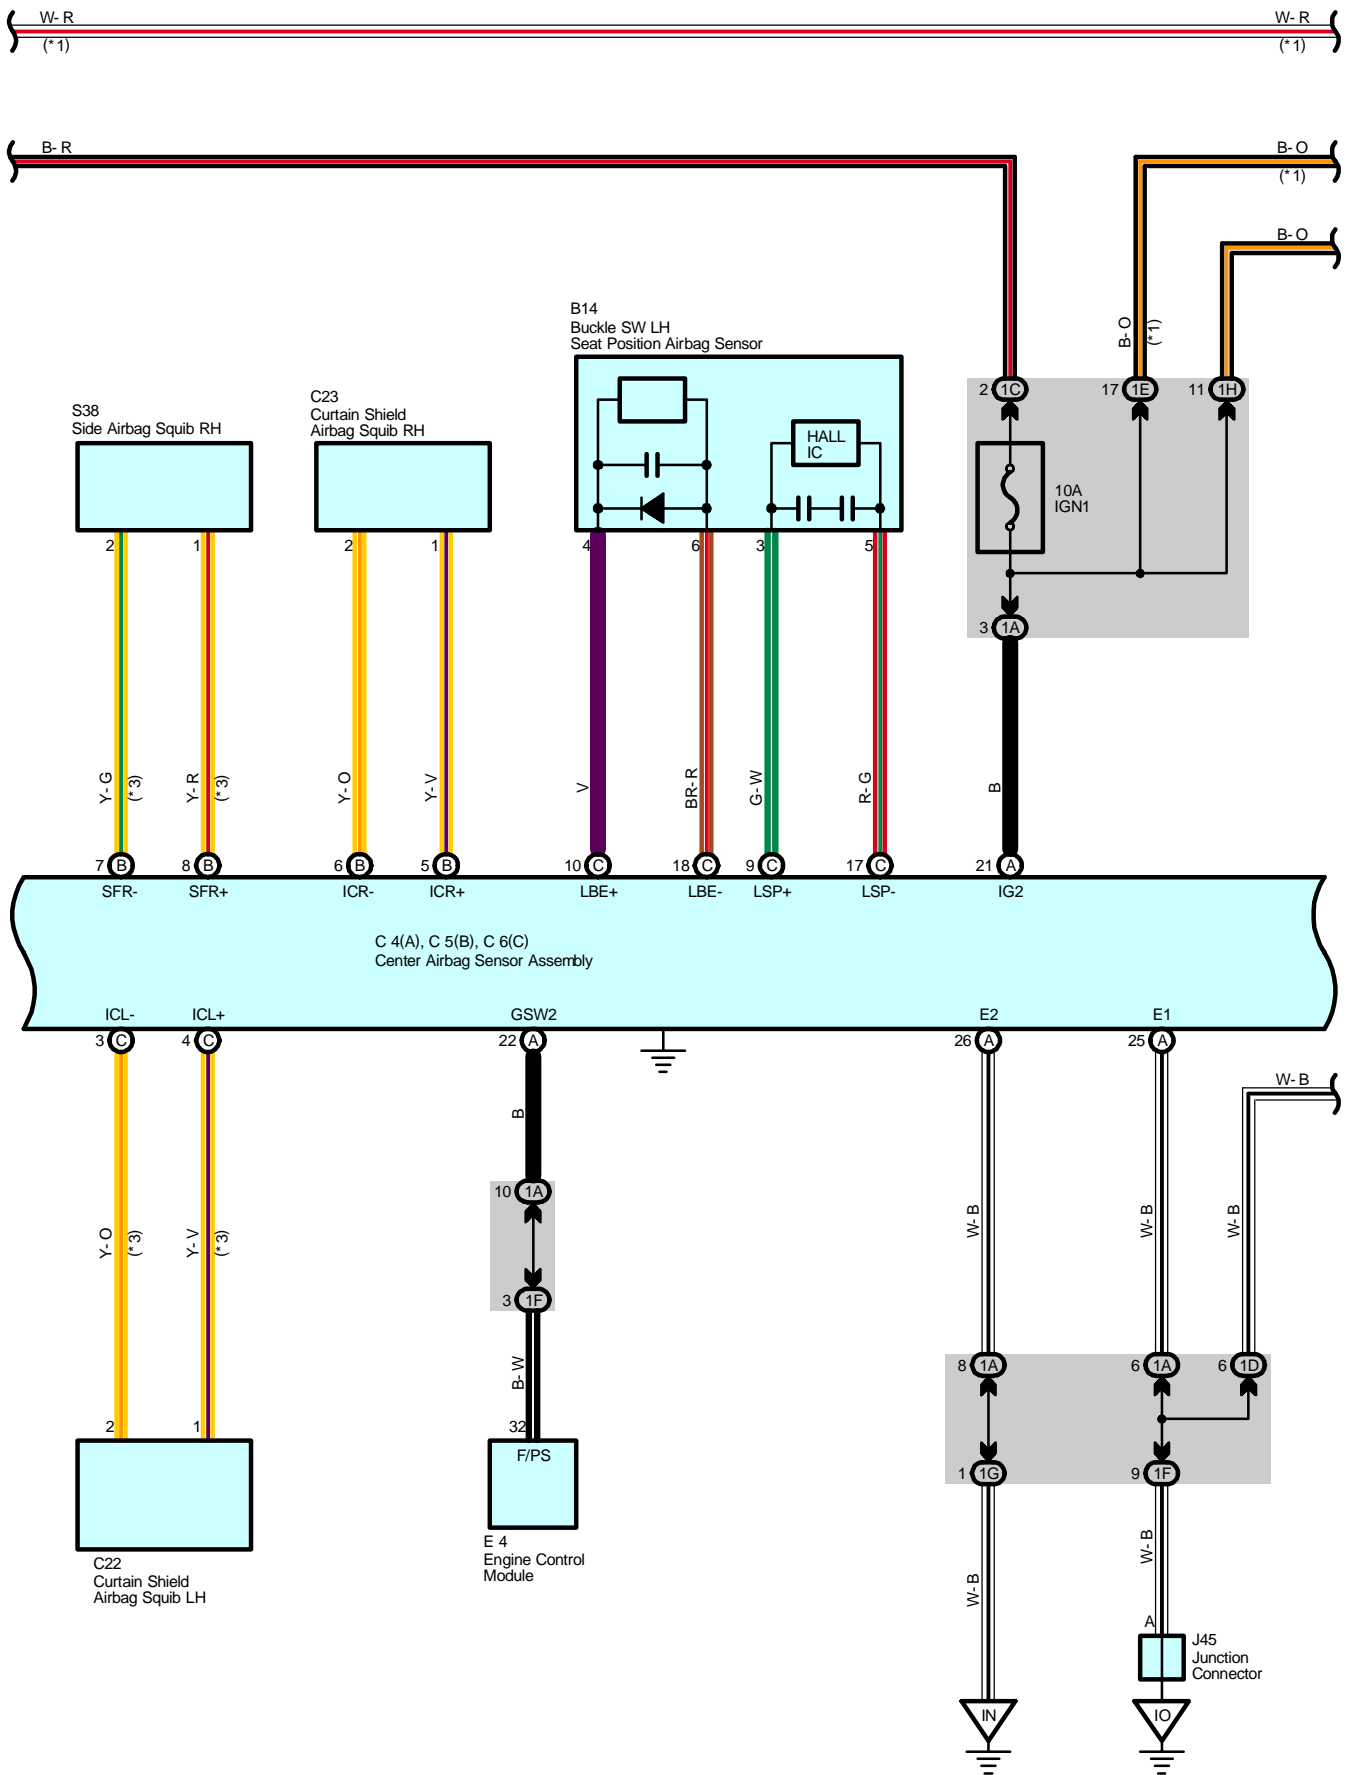 W- R
W- R
(* 1)
(* 1)
B- R
B- O
(* 1)
B- O
B- O
(* 1)
B14
Buckle SW LH
Seat Position Airbag Sensor
2 1C
17 1E
11 1H
S38
Side Airbag Squib RH
C23
Curtain Shield
Airbag Squib RH
HALL
IC
10A
IGN1
2
1
2
1
4
6
3
5
3 1A
Y- G
(* 3)
Y- R
(* 3)
Y- O
Y- V
V
BR- R
G- W
R- G
B
7 B
8 B
6 B
5 B
10 C
18 C
9 C
17 C
21 A
SFR-
SFR+
ICR-
ICR+
LBE+
LBE-
LSP+
LSP-
IG2
C 4(A), C 5(B), C 6(C)
Center Airbag Sensor Assembly
ICL-
ICL+
GSW2
E2
E1
3 C
4 C
22 A
26 A
25 A
W- B
B
10 1A
Y- O
(* 3)
Y- V
(* 3)
W- B
W- B
W- B
3 1F
B- W
8 1A
6 1A
6 1D
2
1
32
F/PS
1 1G
9 1F
E 4
Engine Control
Module
C22
Curtain Shield
Airbag Squib LH
W- B
W- B
A
J45
Junction
Connector
IN
IO